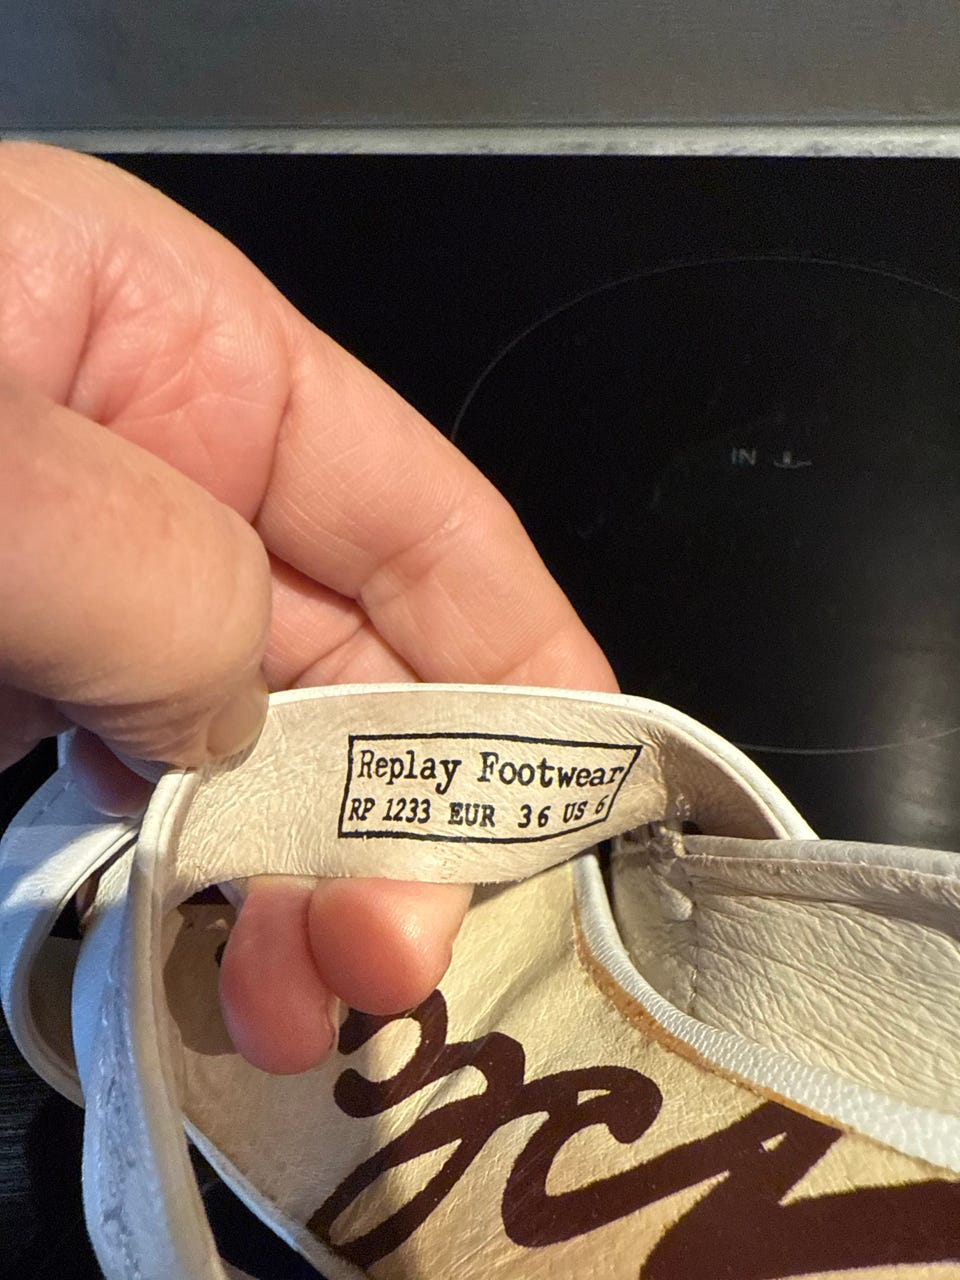 IN
Replay Footwear
RP 1233 EUR 36 US 6